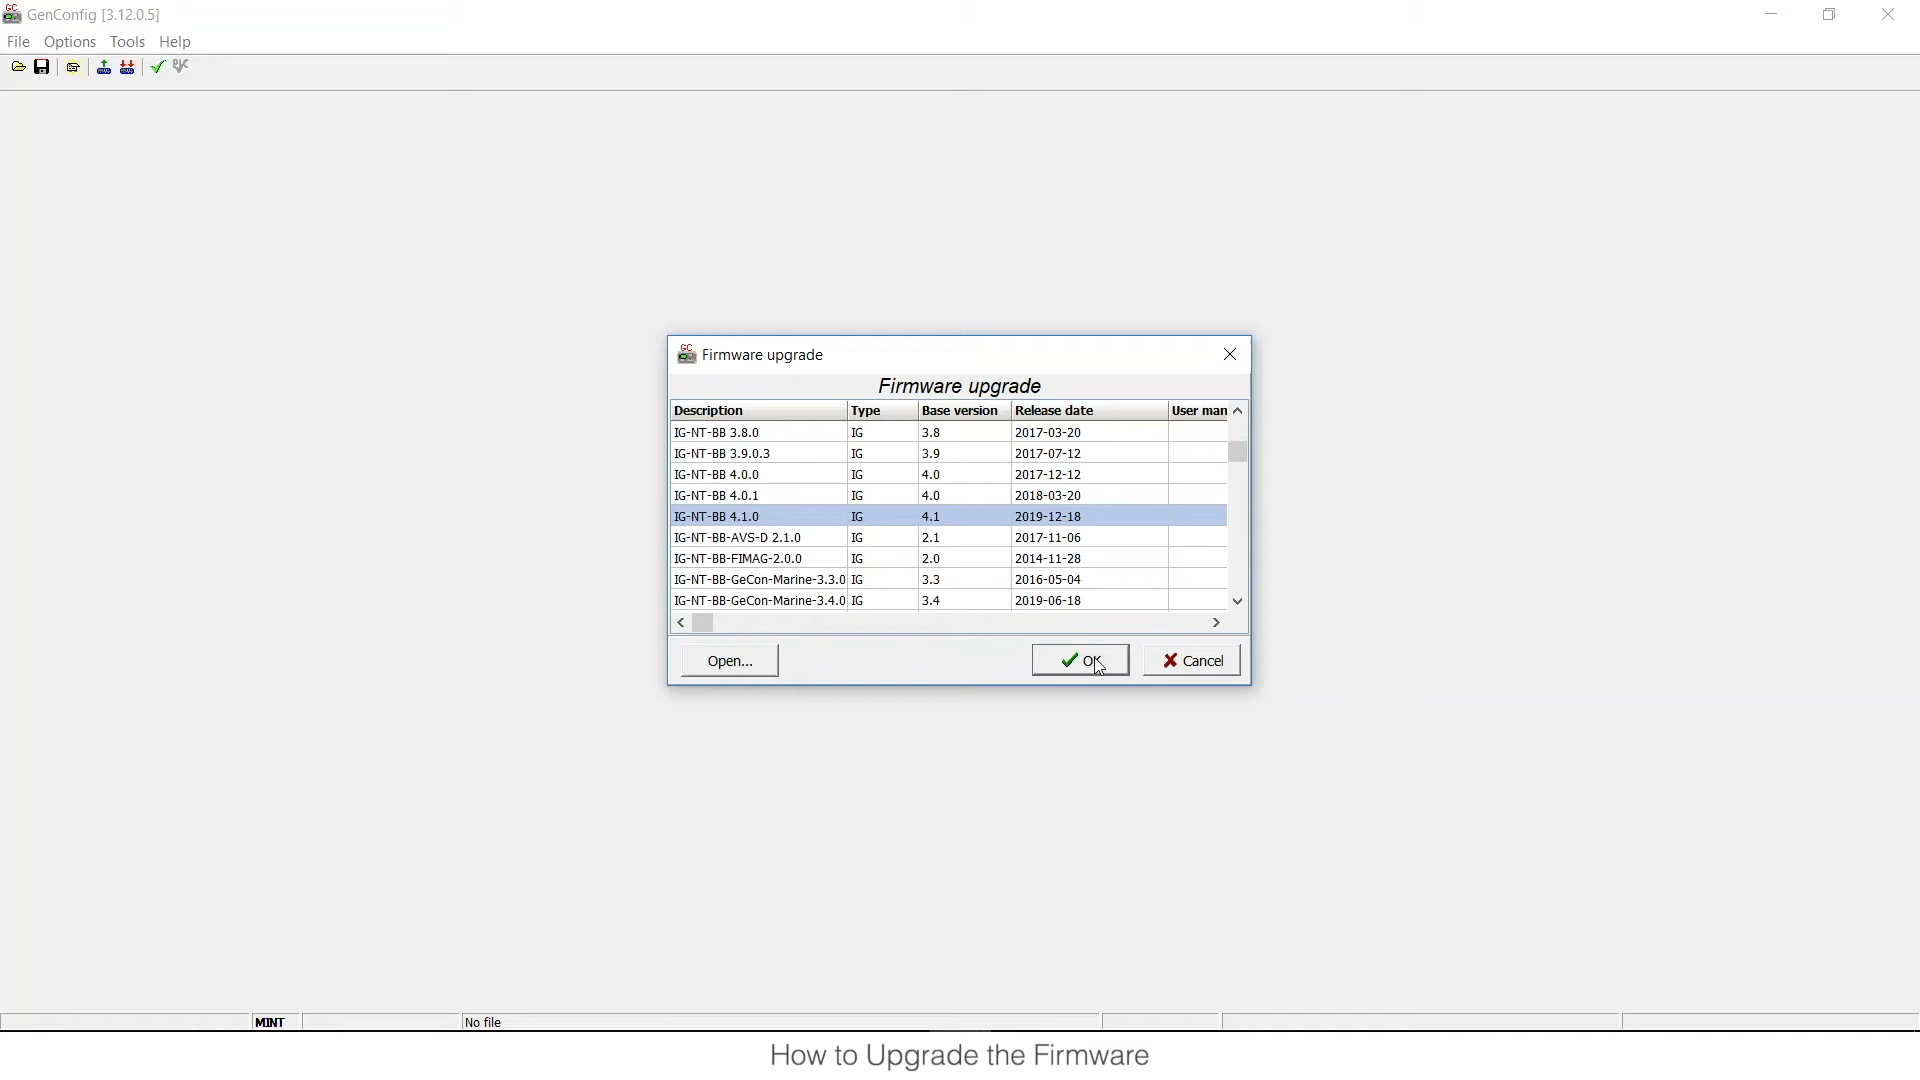 GenConfig [3.12.0.5]
File Options Tools Help
Firmware upgrade
Firmware upgrade
Description Type Base version Release date User man
IG-NT-BB 3.8.0 IG 3.8 2017-03-20
IG-NT-BB 3.9.0.3 IG 3.9 2017-07-12
IG-NT-BB 4.0.0 IG 4.0 2017-12-12
IG-NT-BB 4.0.1 IG 4.0 2018-03-20
IG-NT-BB 4.1.0 IG 4.1 2019-12-18
IG-NT-BB-AVS-D 2.1.0 IG 2.1 2017-11-06
IG-NT-BB-FIMAG-2.0.0 IG 2.0 2014-11-28
IG-NT-BB-GeCon-Marine-3.3.0 IG 3.3 2016-05-04
IG-NT-BB-GeCon-Marine-3.4.0 IG 3.4 2019-06-18
Open... OK Cancel
MINT No file
How to Upgrade the Firmware